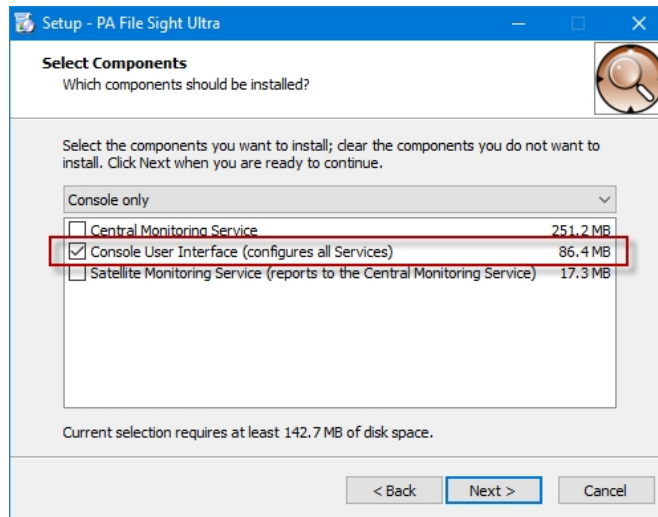 Setup - PA File Sight Ultra
Select Components
Which components should be installed?
Select the components you want to install; clear the components you do not want to
install. Click Next when you are ready to continue.
Console only
Central Monitoring Service 251.2 MB
Console User Interface (configures all Services) 86.4 MB
Satellite Monitoring Service (reports to the Central Monitoring Service) 17.3 MB
Current selection requires at least 142.7 MB of disk space.
< Back Next > Cancel